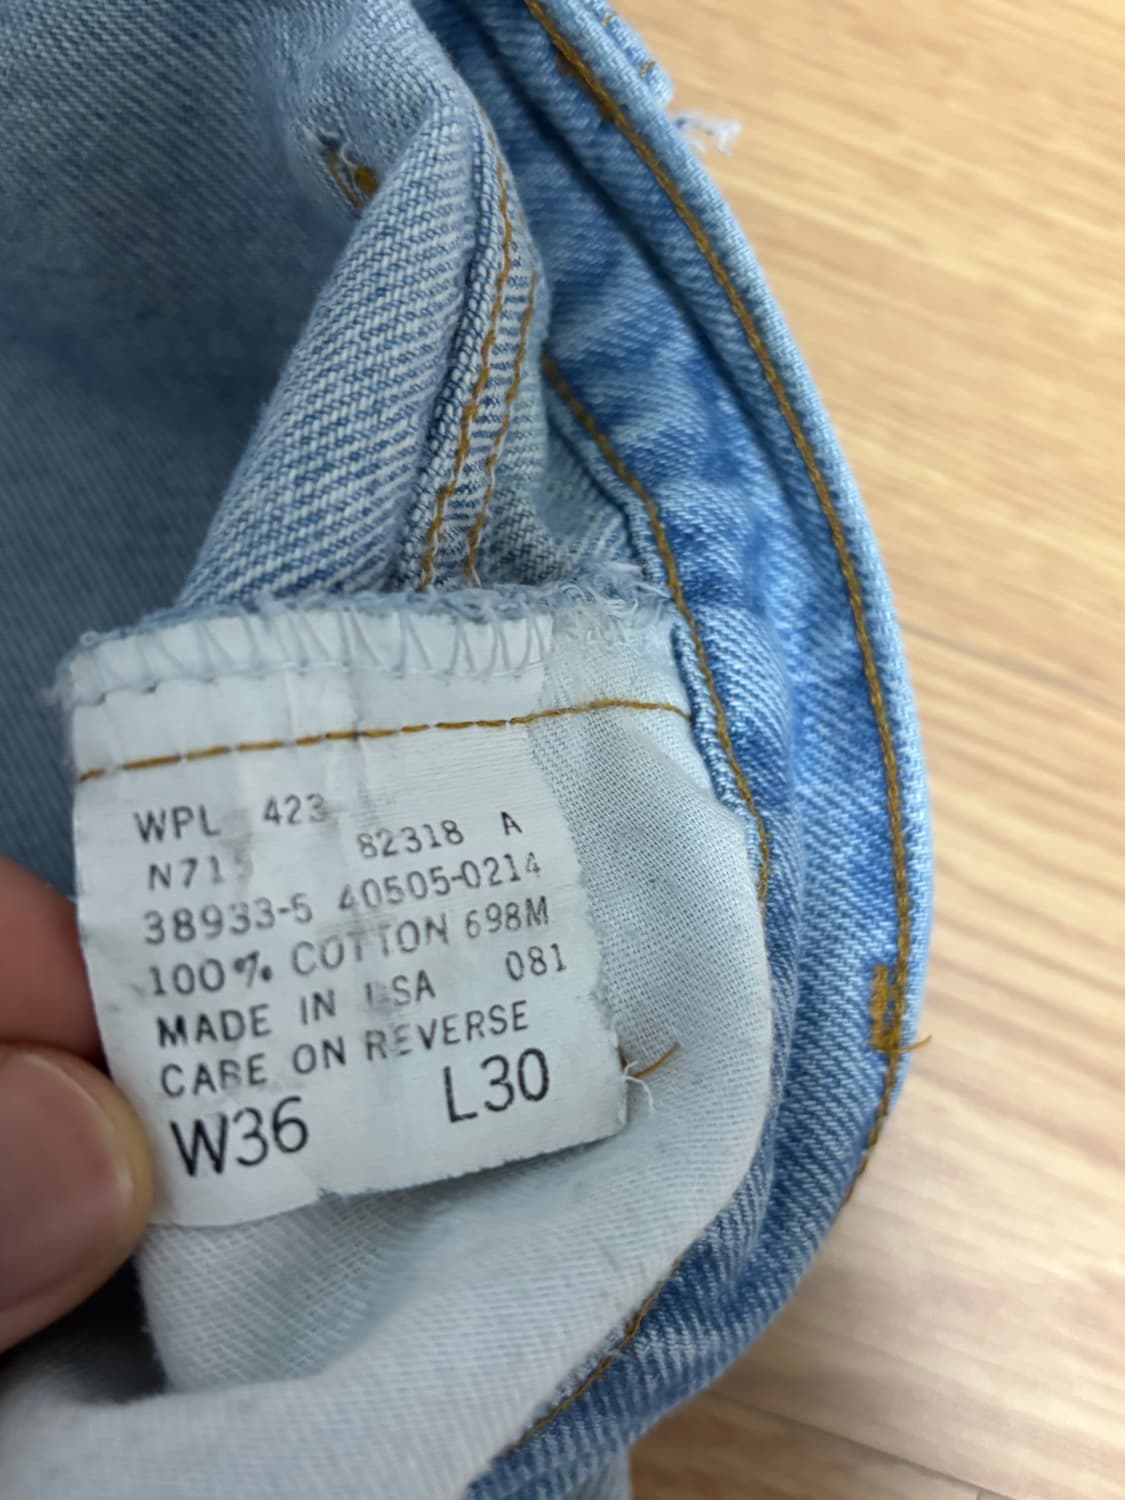 WPL 423
82318 A
38933-5 40505-0214
100% COTTON 698M
MADE IN USA 081
CARE ON REVERSE
W36 L30